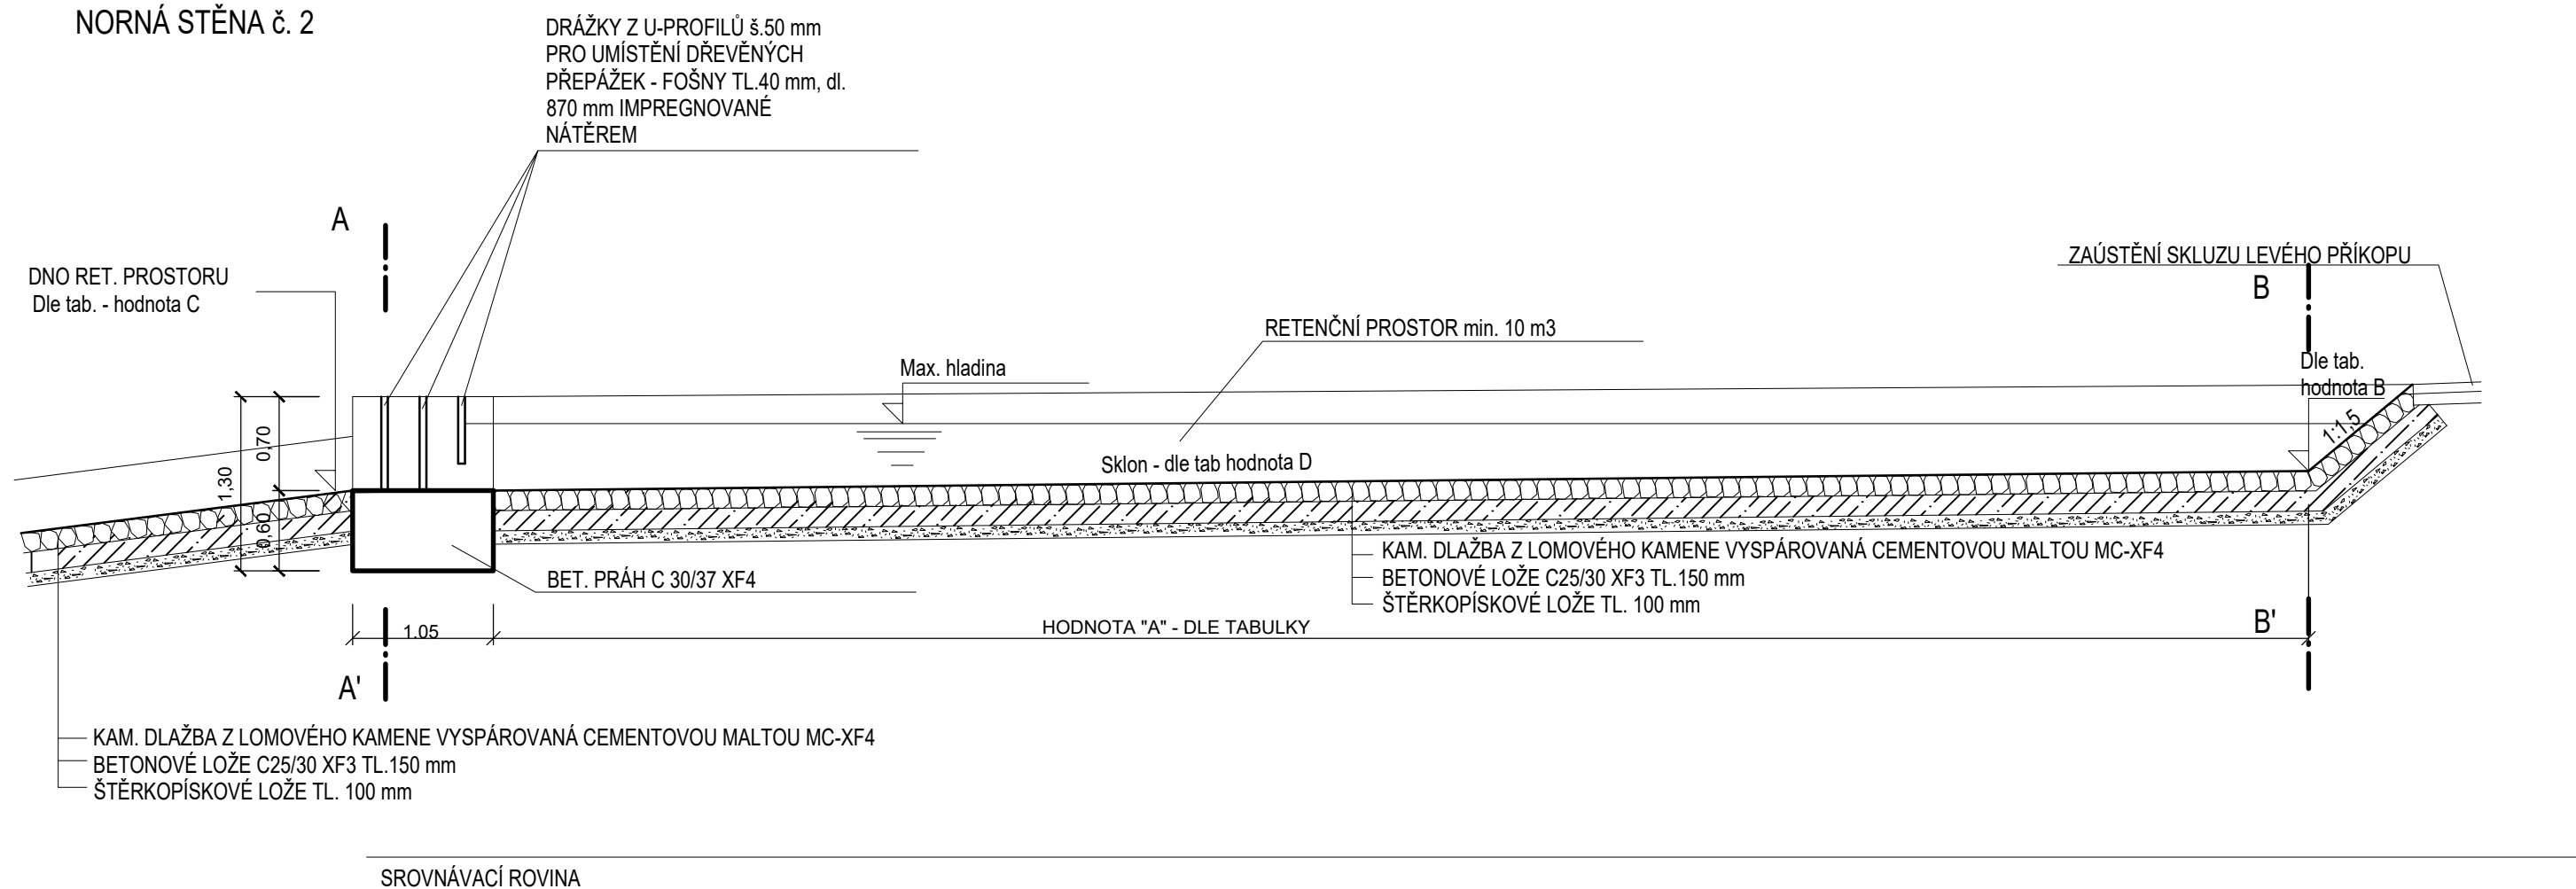 NORNÁ STĚNA č. 2
DRÁŽKY Z U-PROFILŮ š.50 mm
PRO UMÍSTĚNÍ DŘEVĚNÝCH
PŘEPÁŽEK - FOŠNY TL.40 mm, dl.
870 mm IMPREGNOVANÉ
NÁTĚREM
A
DNO RET. PROSTORU
Dle tab. - hodnota C
ZAÚSTĚNÍ SKLUZU LEVÉHO PŘÍKOPU
B
RETENČNÍ PROSTOR min. 10 m3
Max. hladina
Dle tab.
hodnota B
1:1,5
0,70
1,30
0,60
Sklon - dle tab hodnota D
KAM. DLAŽBA Z LOMOVÉHO KAMENE VYSPÁROVANÁ CEMENTOVOU MALTOU MC-XF4
BETONOVÉ LOŽE C25/30 XF3 TL.150 mm
ŠTĚRKOPÍSKOVÉ LOŽE TL. 100 mm
BET. PRÁH C 30/37 XF4
1.05
HODNOTA "A" - DLE TABULKY
B'
A'
KAM. DLAŽBA Z LOMOVÉHO KAMENE VYSPÁROVANÁ CEMENTOVOU MALTOU MC-XF4
BETONOVÉ LOŽE C25/30 XF3 TL.150 mm
ŠTĚRKOPÍSKOVÉ LOŽE TL. 100 mm
SROVNÁVACÍ ROVINA